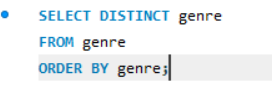 SELECT DISTINCT genre
FROM genre
ORDER BY genre;